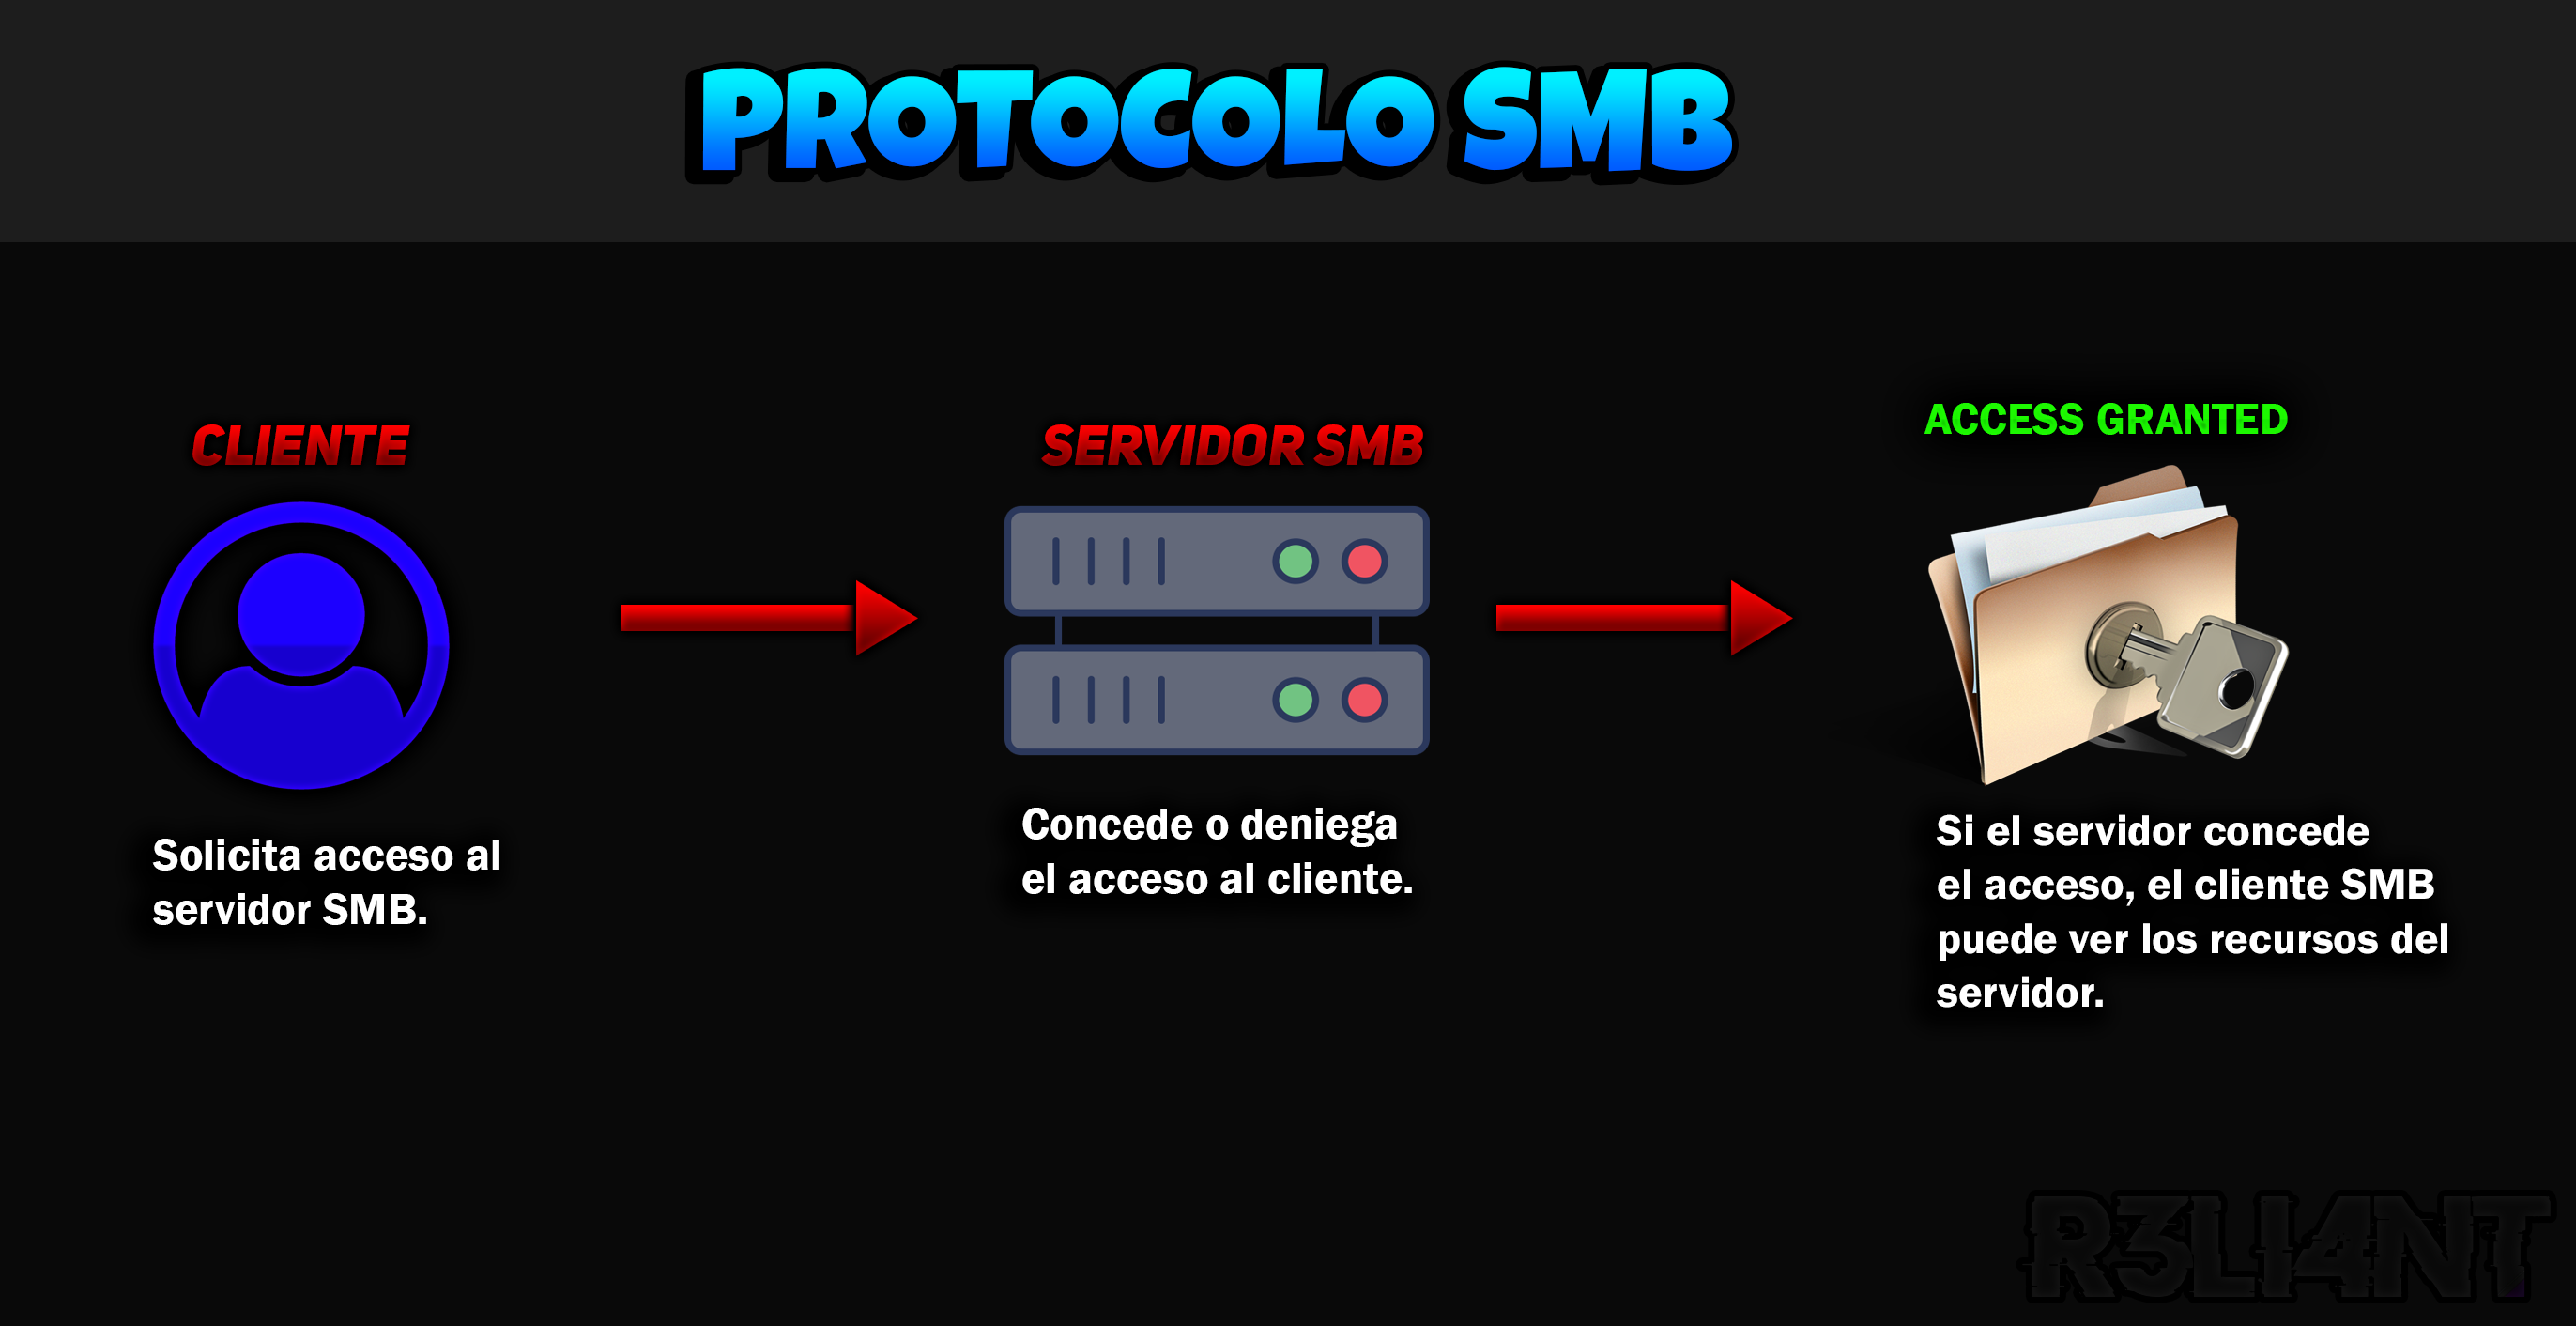 PROTOCOLO SMB
CLIENTE
Solicita acceso al
servidor SMB.
SERVIDOR SMB
Concede o deniega
el acceso al cliente.
ACCESS GRANTED
Si el servidor concede
el acceso, el cliente SMB
puede ver los recursos del
servidor.
R3LI4NT